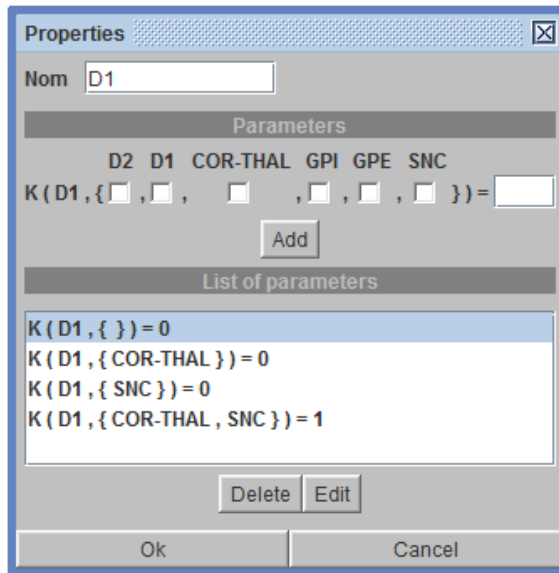 Properties
Nom D1
Parameters
D2 D1 COR-THAL GPI GPE SNC
K ( D1 , { , , , , , } ) =
Add
List of parameters
K ( D1 , { } ) = 0
K ( D1 , { COR-THAL } ) = 0
K ( D1 , { SNC } ) = 0
K ( D1 , { COR-THAL , SNC } ) = 1
Delete Edit
Ok Cancel